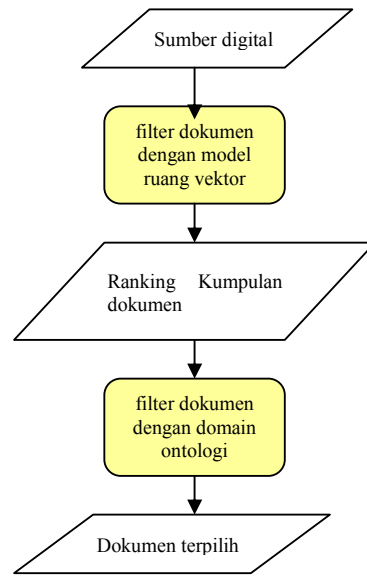 Sumber digital
filter dokumen
dengan model
ruang vektor
Ranking Kumpulan
dokumen
filter dokumen
dengan domain
ontologi
Dokumen terpilih